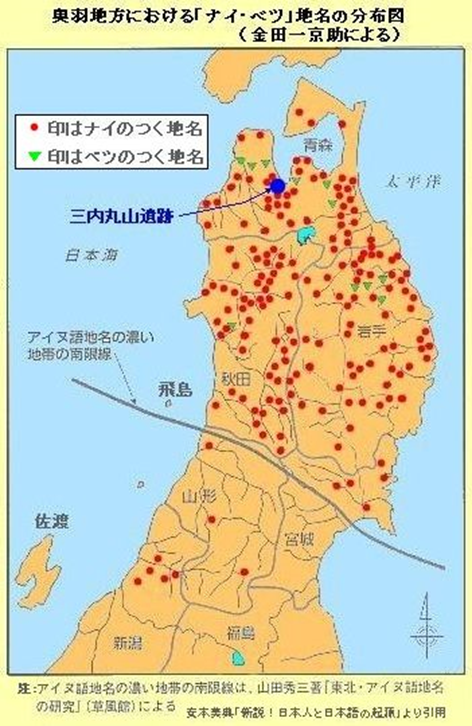 奥羽地方における「ナイ・ベツ」地名の分布図
（金田一京助による）
印はナイのつく地名
印はベツのつく地名
青森
太平洋
三内丸山遺跡
日本海
アイヌ語地名の濃い
地帯の南限線
岩手
秋田
飛島
山形
佐渡
宮城
新潟
福島
注:アイヌ語地名の濃い地帯の南限線は、山田秀三著『東北・アイヌ語地名
の研究』（草風館）による
安本美典「新説！日本人と日本語の起源」より引用